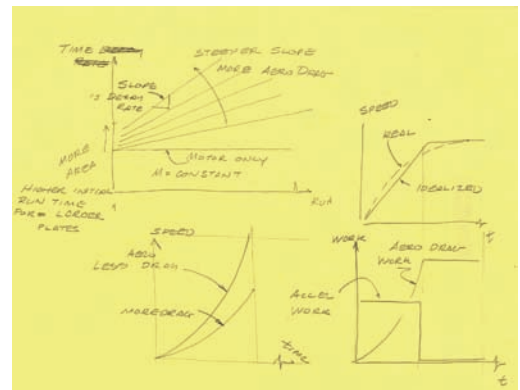 TIME
STEEPER SLOPE
MORE AERO DRAG
SLOPE
IS DECAY
RATE
MORE
AREA
MOTOR ONLY
M = CONSTANT
RUN
HIGHER INITIAL
RUN TIME
FOR LARGER
PLATES
SPEED
REAL
IDEALIZED
t
SPEED
AERO
LESS DRAG
MORE DRAG
TIME
WORK
AERO DRAG
WORK
ACCEL
WORK
t